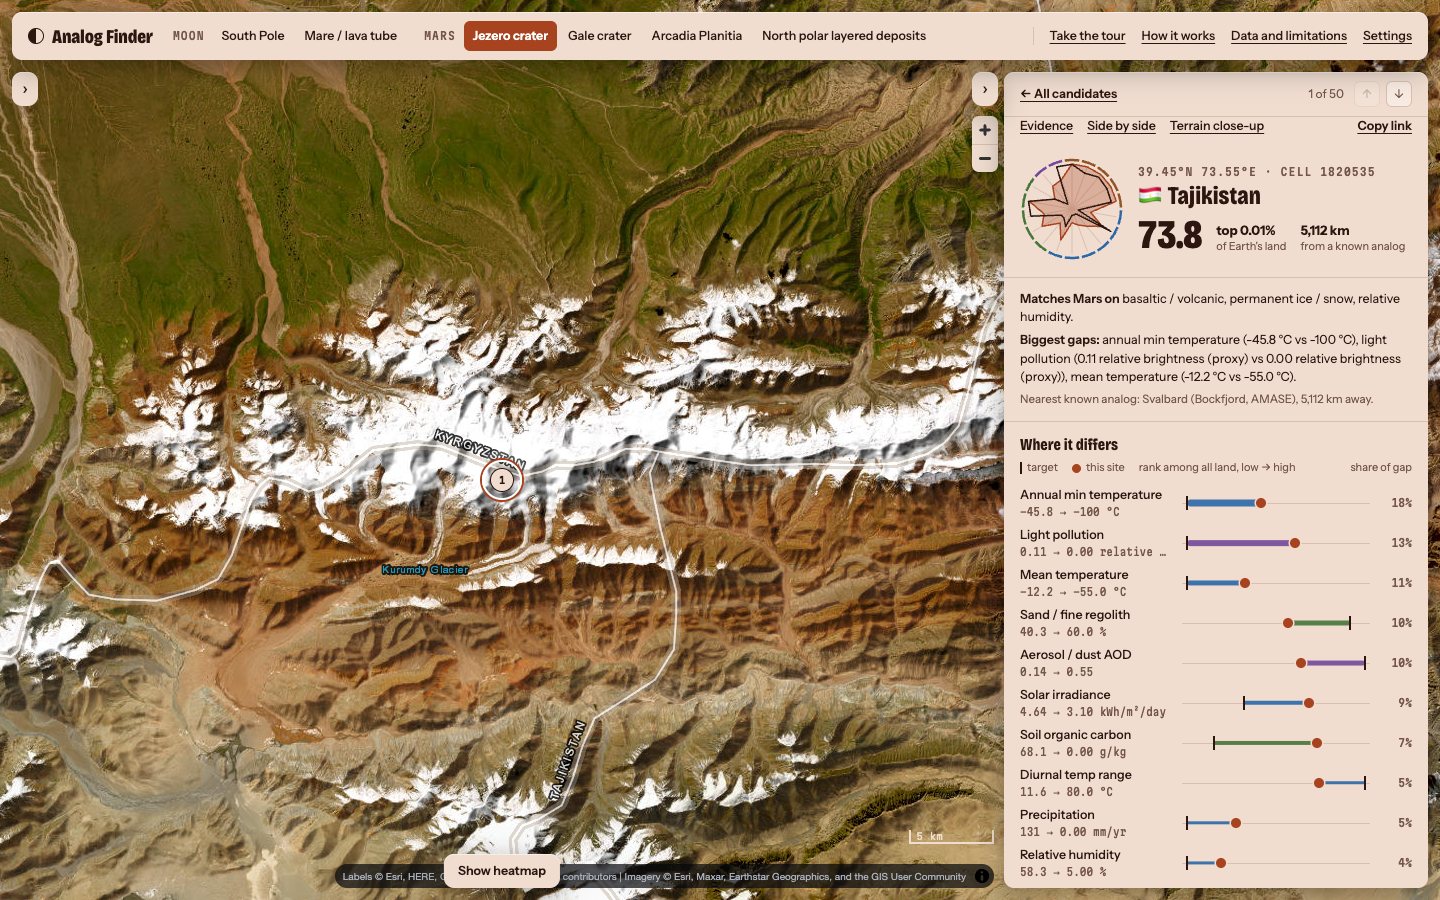 Analog Finder
MOON South Pole Mare / lava tube MARS Jezero crater Gale crater Arcadia Planitia North polar layered deposits
Take the tour How it works Data and limitations Settings
← All candidates 1 of 50 ↑ ↓
Evidence Side by side Terrain close-up Copy link
39.45°N 73.55°E · CELL 1820535
Tajikistan
73.8 top 0.01% 5,112 km
of Earth's land from a known analog
Matches Mars on basaltic / volcanic, permanent ice / snow, relative
humidity.
Biggest gaps: annual min temperature (-45.8 °C vs -100 °C), light
pollution (0.11 relative brightness (proxy) vs 0.00 relative brightness
(proxy)), mean temperature (-12.2 °C vs -55.0 °C).
Nearest known analog: Svalbard (Bockfjord, AMASE), 5,112 km away.
Where it differs
target this site rank among all land, low → high share of gap
Annual min temperature
−45.8 → −100 °C 18%
Light pollution
0.11 → 0.00 relative … 13%
Mean temperature
−12.2 → −55.0 °C 11%
Sand / fine regolith
40.3 → 60.0 % 10%
Aerosol / dust AOD
0.14 → 0.55 10%
Solar irradiance
4.64 → 3.10 kWh/m²/day 9%
Soil organic carbon
68.1 → 0.00 g/kg 7%
Diurnal temp range
11.6 → 80.0 °C 5%
Precipitation
131 → 0.00 mm/yr 5%
Relative humidity
58.3 → 5.00 % 4%
› ›
+
−
KYRGYZSTAN
1
Kurumdy Glacier
TAJIKISTAN
5 km
Show heatmap
Labels © Esri, HERE, contributors | Imagery © Esri, Maxar, Earthstar Geographics, and the GIS User Community